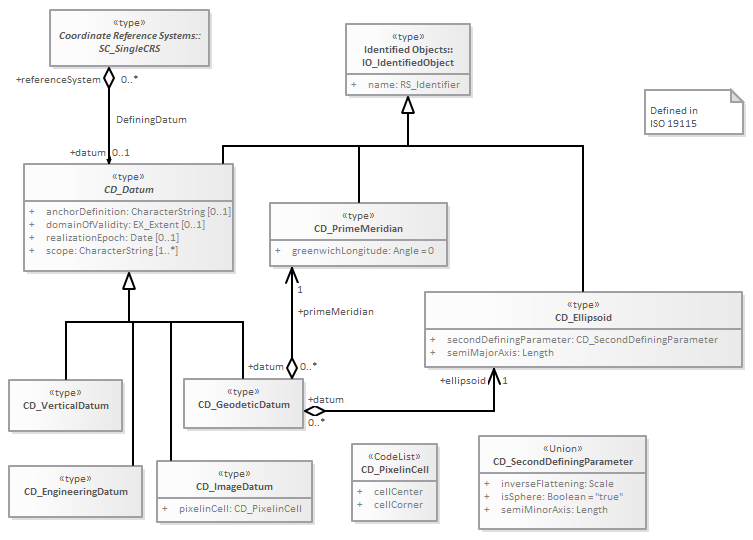 «type»
Coordinate Reference Systems::
SC_SingleCRS
+referenceSystem
0..*
DefiningDatum
+datum
0..1
«type»
Identified Objects::
IO_IdentifiedObject
+ name: RS_Identifier
Defined in
ISO 19115
«type»
CD_Datum
+ anchorDefinition: CharacterString [0..1]
+ domainOfValidity: EX_Extent [0..1]
+ realizationEpoch: Date [0..1]
+ scope: CharacterString [1..*]
«type»
CD_PrimeMeridian
+ greenwichLongitude: Angle = 0
1
+primeMeridian
+datum
0..*
«type»
CD_Ellipsoid
+ secondDefiningParameter: CD_SecondDefiningParameter
+ semiMajorAxis: Length
+ellipsoid
1
+datum
0..*
«type»
CD_VerticalDatum
«type»
CD_GeodeticDatum
«type»
CD_EngineeringDatum
«type»
CD_ImageDatum
+ pixelinCell: CD_PixelinCell
«CodeList»
CD_PixelinCell
+ cellCenter
+ cellCorner
«Union»
CD_SecondDefiningParameter
+ inverseFlattening: Scale
+ isSphere: Boolean = "true"
+ semiMinorAxis: Length